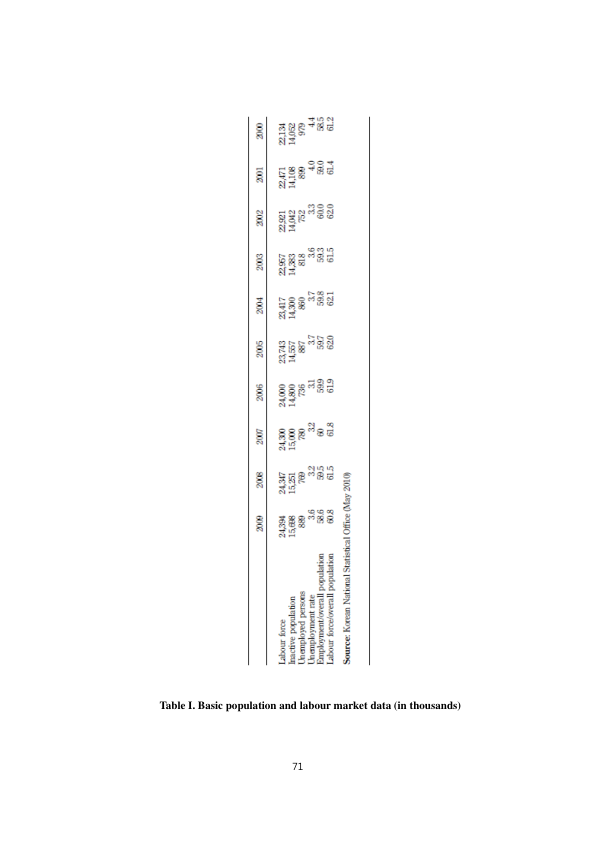 2009 2008 2007 2006 2005 2004 2003 2002 2001 2000
Labour force 24,394 24,347 24,300 24,000 23,743 23,417 22,957 22,921 22,471 22,134
Inactive population 15,698 15,251 15,000 14,800 14,557 14,300 14,383 14,042 14,108 14,052
Unemployed persons 889 769 780 736 887 860 818 752 899 979
Unemployment rate 3.6 3.2 3.2 3.1 3.7 3.7 3.6 3.3 4.0 4.4
Employment/overall population 58.6 59.5 60 59.9 59.7 59.8 59.3 60.0 59.0 58.5
Labour force/overall population 60.8 61.5 61.8 61.9 62.0 62.1 61.5 62.0 61.4 61.2
Source: Korean National Statistical Office (May 2010)
Table I. Basic population and labour market data (in thousands)
71